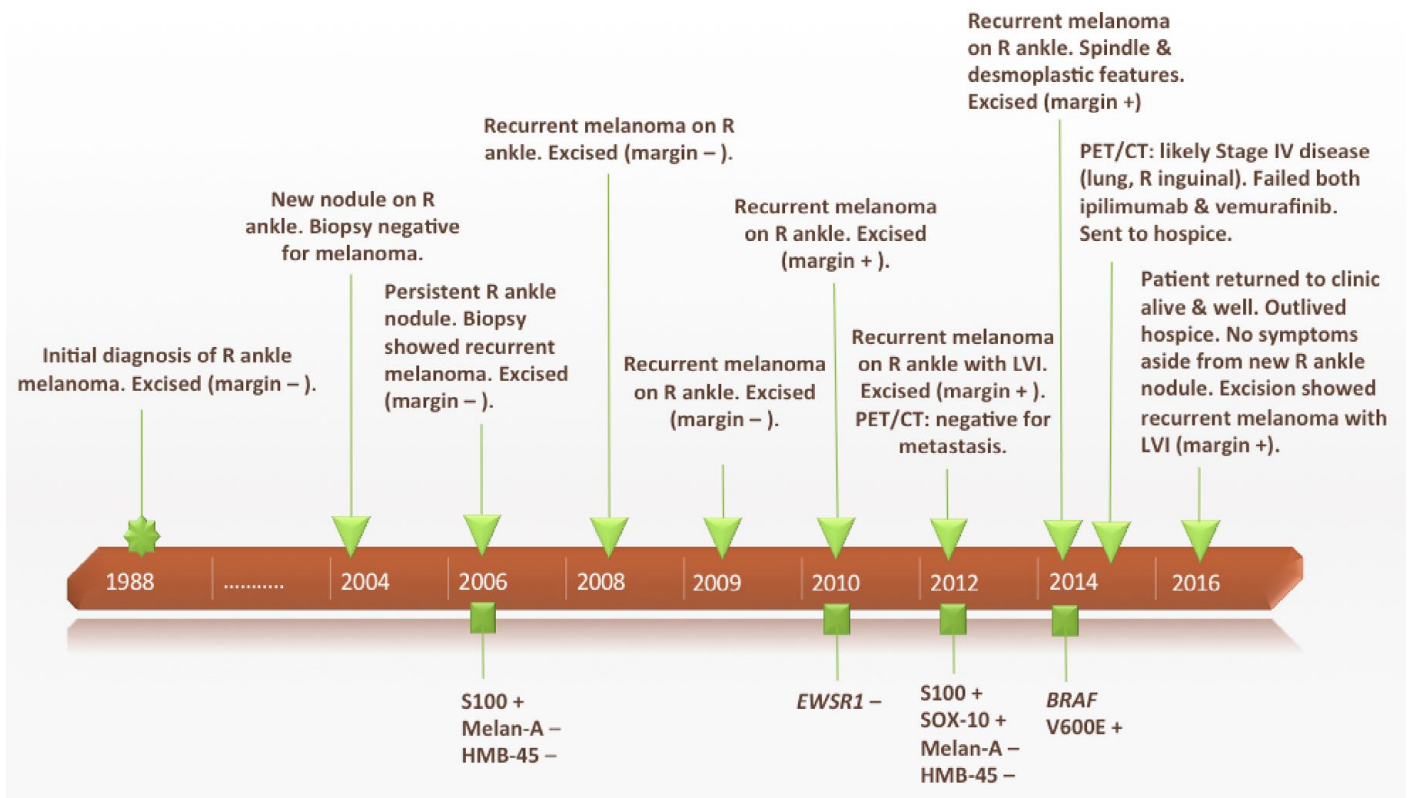 Initial diagnosis of R ankle
melanoma. Excised (margin – ).
New nodule on R
ankle. Biopsy negative
for melanoma.
Persistent R ankle
nodule. Biopsy
showed recurrent
melanoma. Excised
(margin – ).
Recurrent melanoma on R
ankle. Excised (margin – ).
Recurrent melanoma
on R ankle. Excised
(margin – ).
Recurrent melanoma
on R ankle. Excised
(margin + ).
Recurrent melanoma
on R ankle with LVI.
Excised (margin + ).
PET/CT: negative for
metastasis.
Recurrent melanoma
on R ankle. Spindle &
desmoplastic features.
Excised (margin +)
PET/CT: likely Stage IV disease
(lung, R inguinal). Failed both
ipilimumab & vemurafinib.
Sent to hospice.
Patient returned to clinic
alive & well. Outlived
hospice. No symptoms
aside from new R ankle
nodule. Excision showed
recurrent melanoma with
LVI (margin +).
1988 ........... 2004 2006 2008 2009 2010 2012 2014 2016
S100 +
Melan-A –
HMB-45 –
EWSR1 –
S100 +
SOX-10 +
Melan-A –
HMB-45 –
BRAF
V600E +